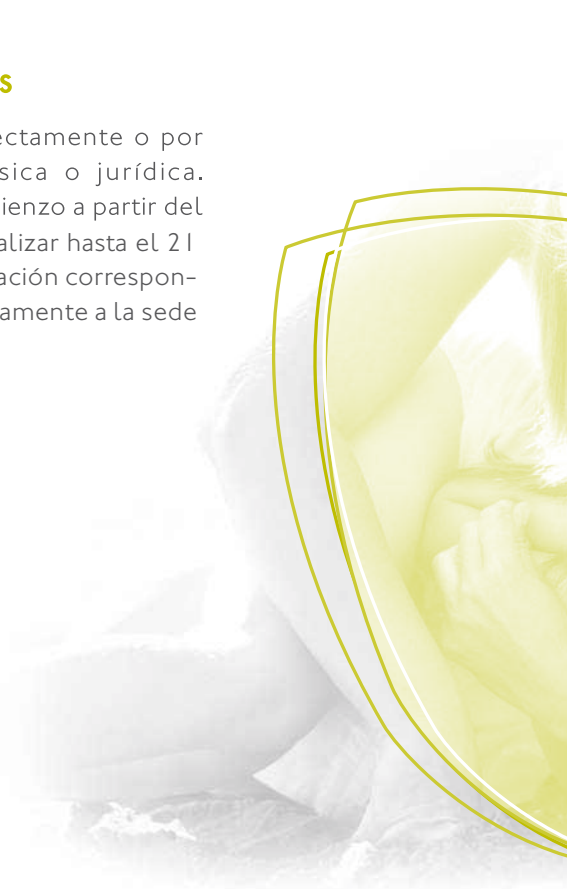 s
ectamente o por
sica o jurídica.
ienzo a partir del
alizar hasta el 21
ación correspon-
amente a la sede